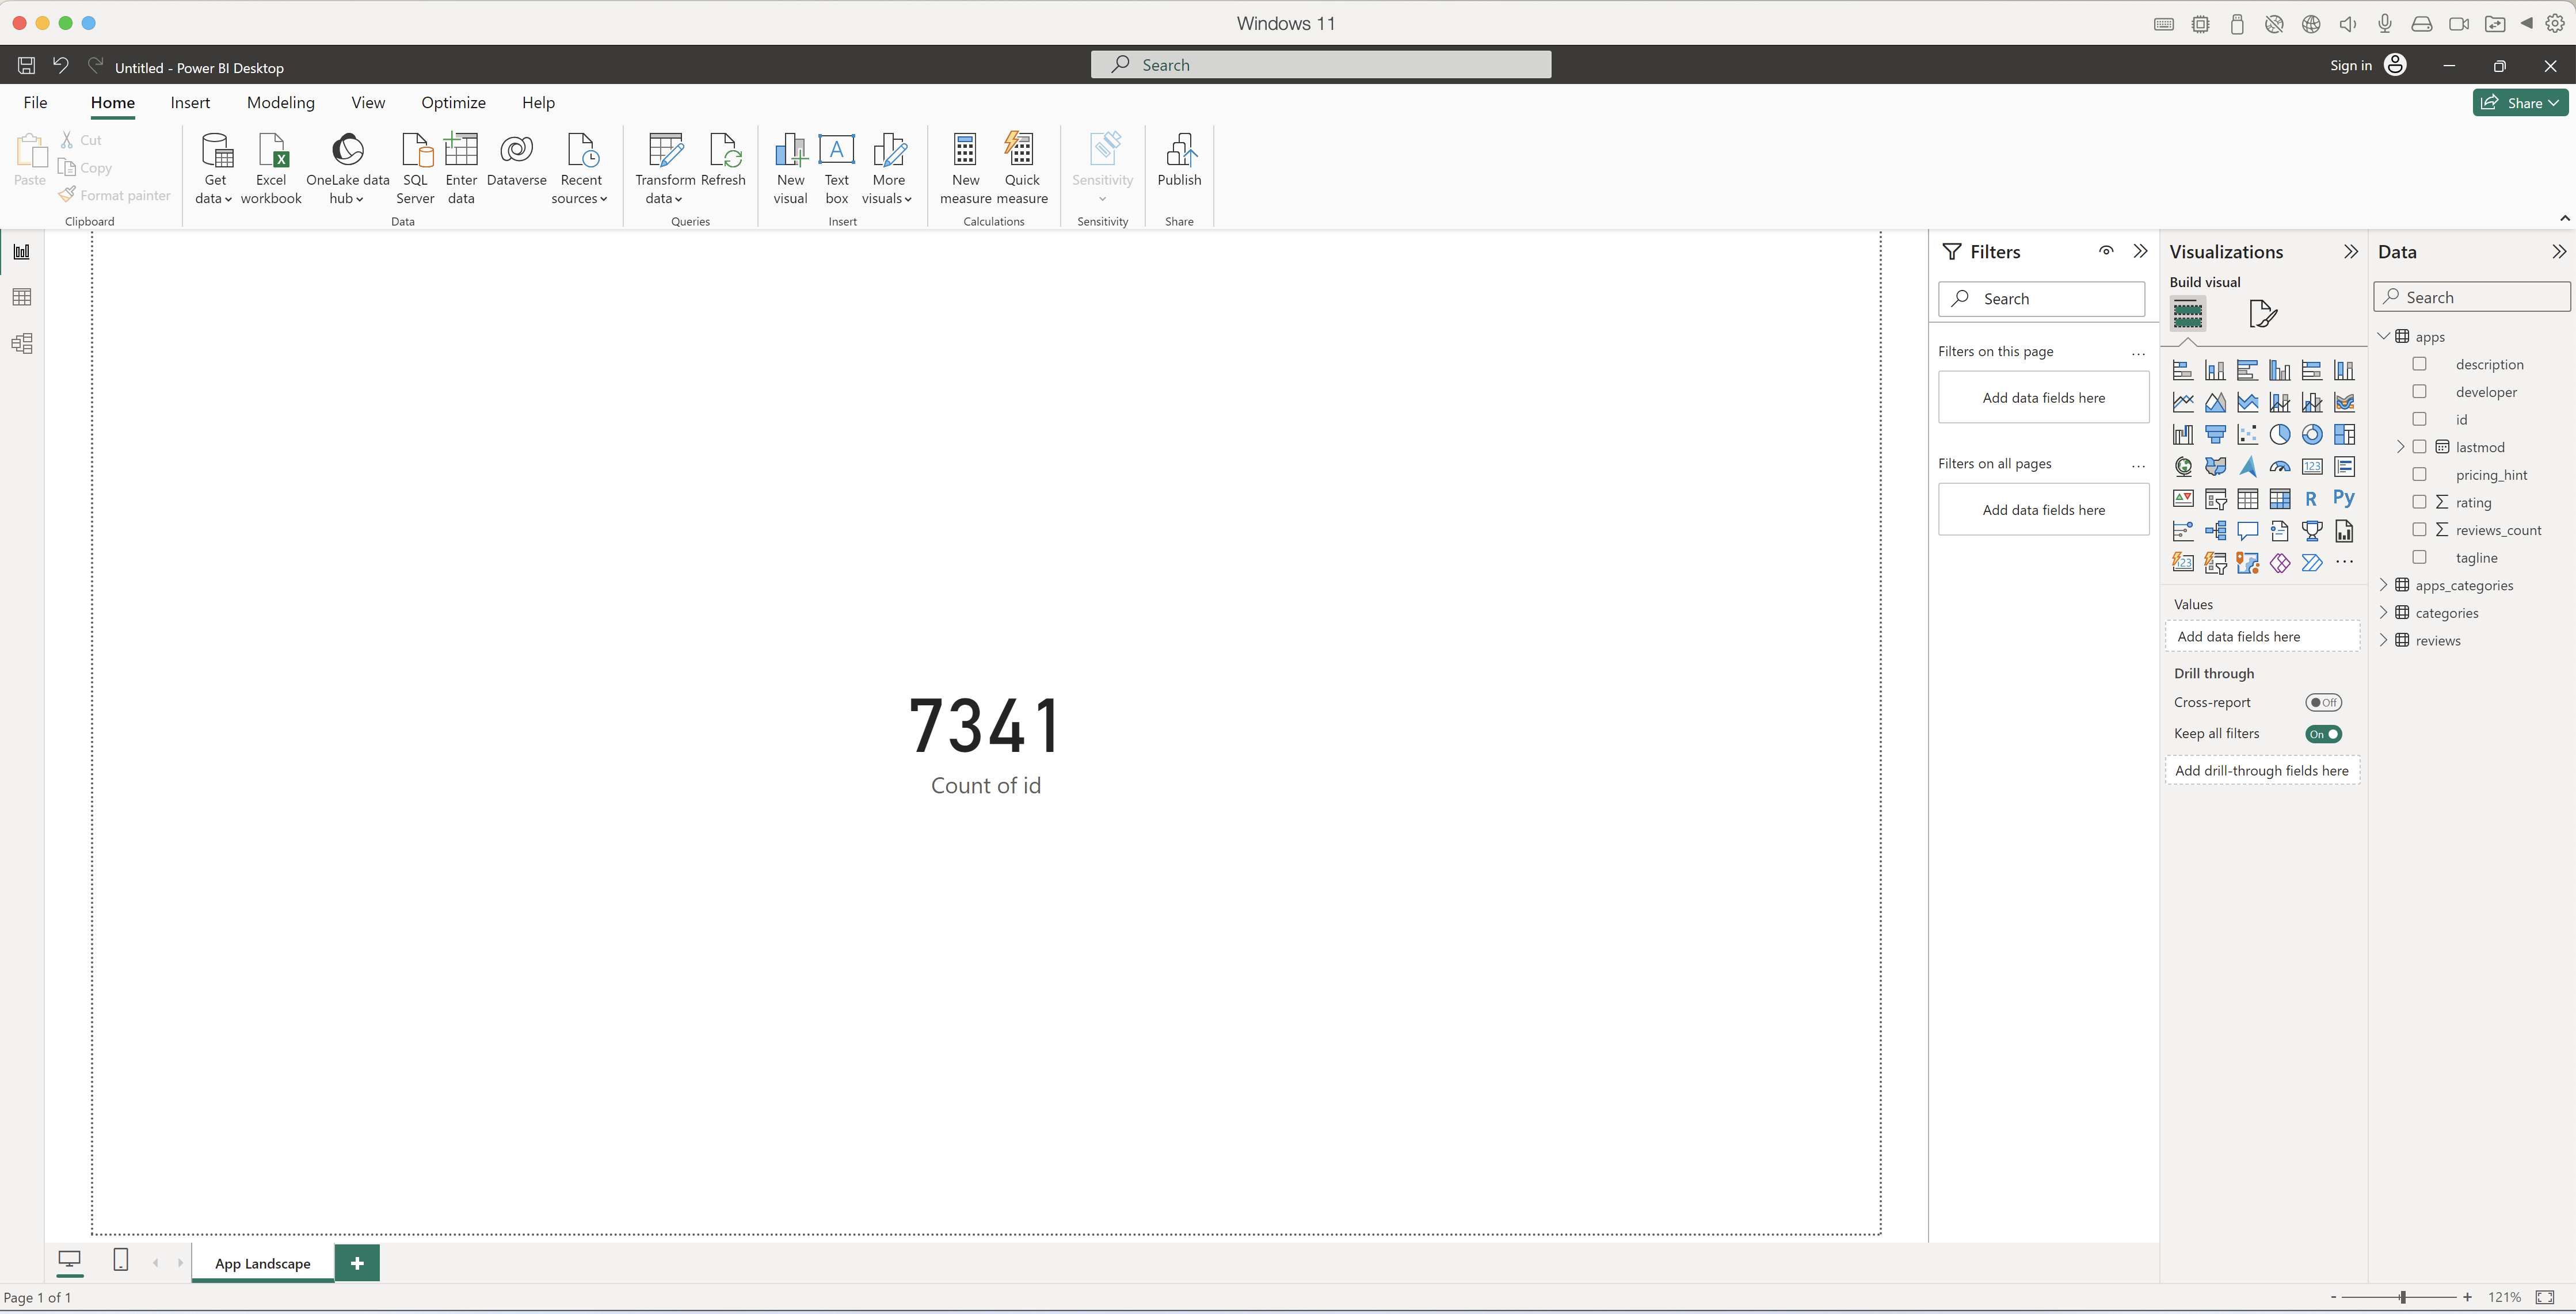 Windows 11
Untitled - Power BI Desktop
Search
Sign in
File Home Insert Modeling View Optimize Help
Share
Paste
Cut
Copy
Format painter
Clipboard
Get data
Excel workbook
OneLake data hub
SQL Server
Enter data
Dataverse
Recent sources
Data
Transform data
Refresh
Queries
New visual
A
Text box
More visuals
Insert
New measure
Quick measure
Calculations
Sensitivity
Sensitivity
Publish
Share
7341
Count of id
Filters
Search
Filters on this page ...
Add data fields here
Filters on all pages ...
Add data fields here
Visualizations
Build visual
123
R
Py
123
...
Values
Add data fields here
Drill through
Cross-report Off
Keep all filters On
Add drill-through fields here
Data
Search
apps
description
developer
id
lastmod
pricing_hint
∑ rating
∑ reviews_count
tagline
apps_categories
categories
reviews
App Landscape +
Page 1 of 1
- + 121%